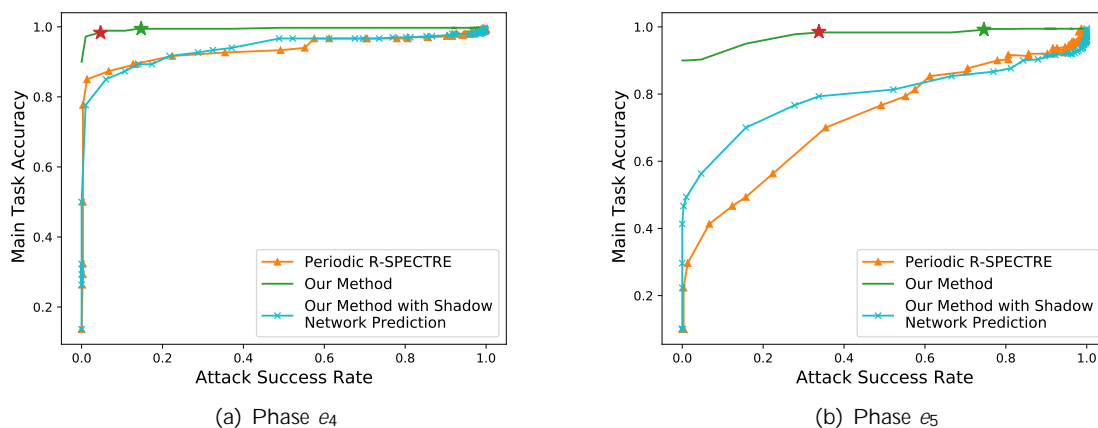 1.0
0.8
0.6
0.4
0.2
Main Task Accuracy
Periodic R-SPECTRE
Our Method
Our Method with Shadow
Network Prediction
0.0 0.2 0.4 0.6 0.8 1.0
Attack Success Rate
(a) Phase e4
1.0
0.8
0.6
0.4
0.2
Main Task Accuracy
Periodic R-SPECTRE
Our Method
Our Method with Shadow
Network Prediction
0.0 0.2 0.4 0.6 0.8 1.0
Attack Success Rate
(b) Phase e5